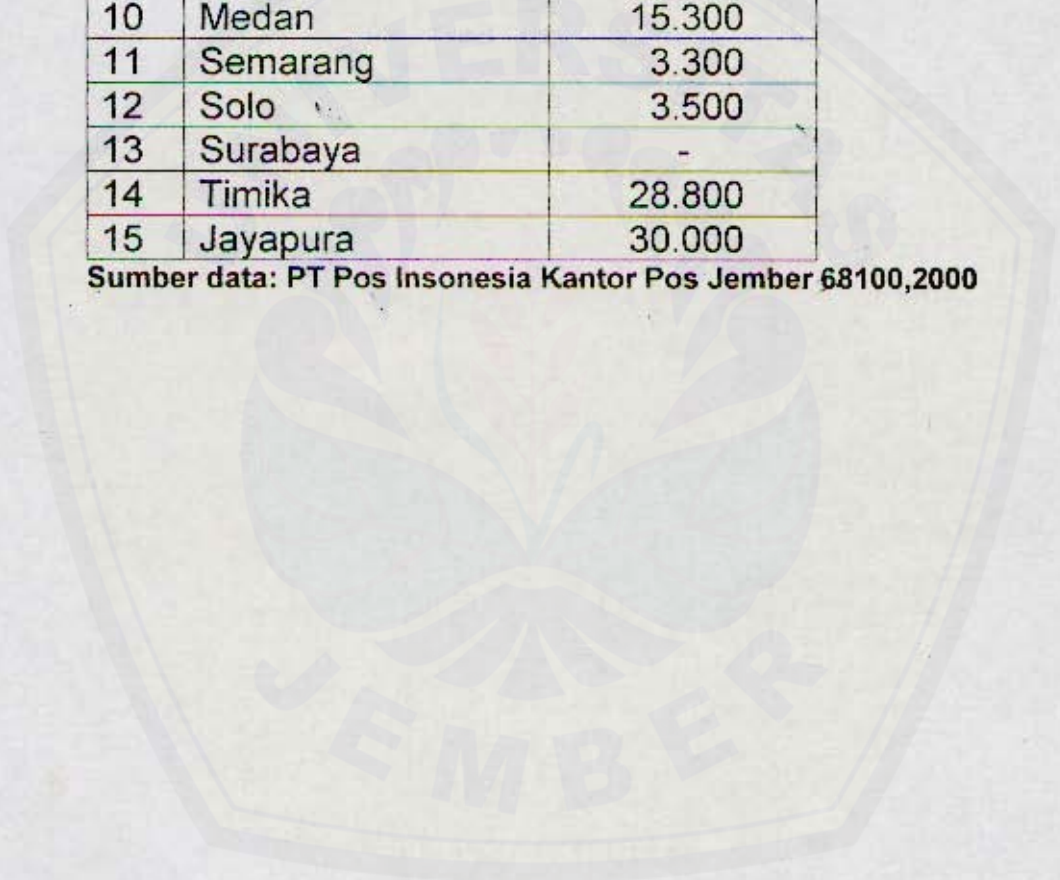 10 Medan 15.300
11 Semarang 3.300
12 Solo 3.500
13 Surabaya -
14 Timika 28.800
15 Jayapura 30.000
Sumber data: PT Pos Insonesia Kantor Pos Jember 68100,2000
JEMBER